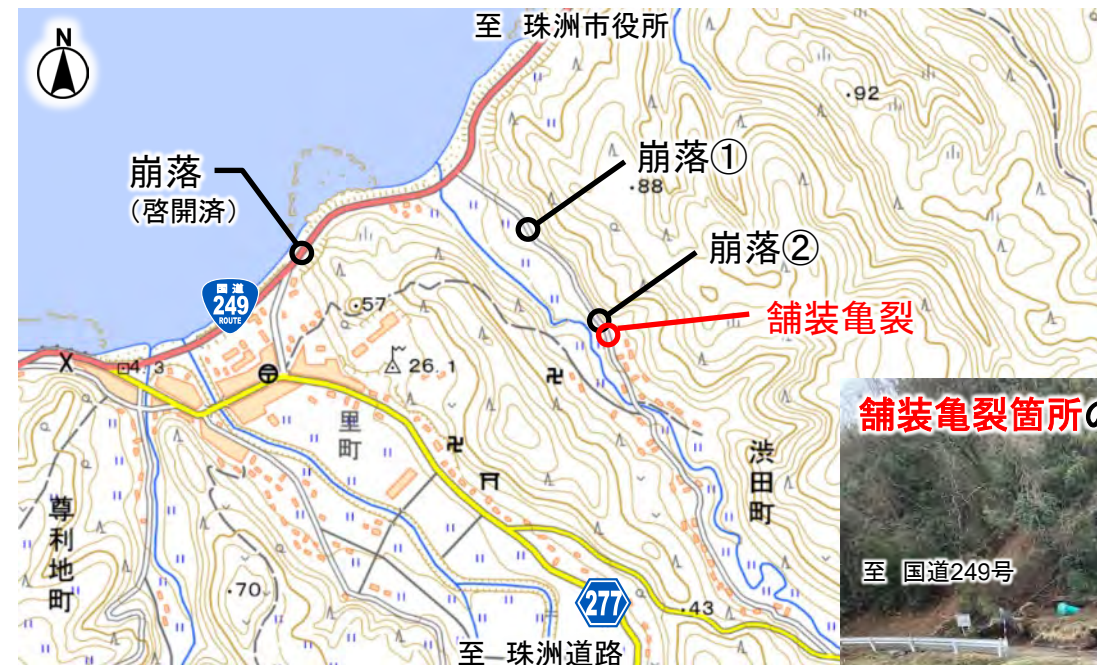 N
至 珠洲市役所
・92
崩落
(啓開済)
崩落①
・88
崩落②
国道
249
ROUTE
・57
舗装亀裂
4.3
26.1
里町
渋田町
尊利地町
舗装亀裂箇所の
至 国道249号
・70
277
・43
至 珠洲道路